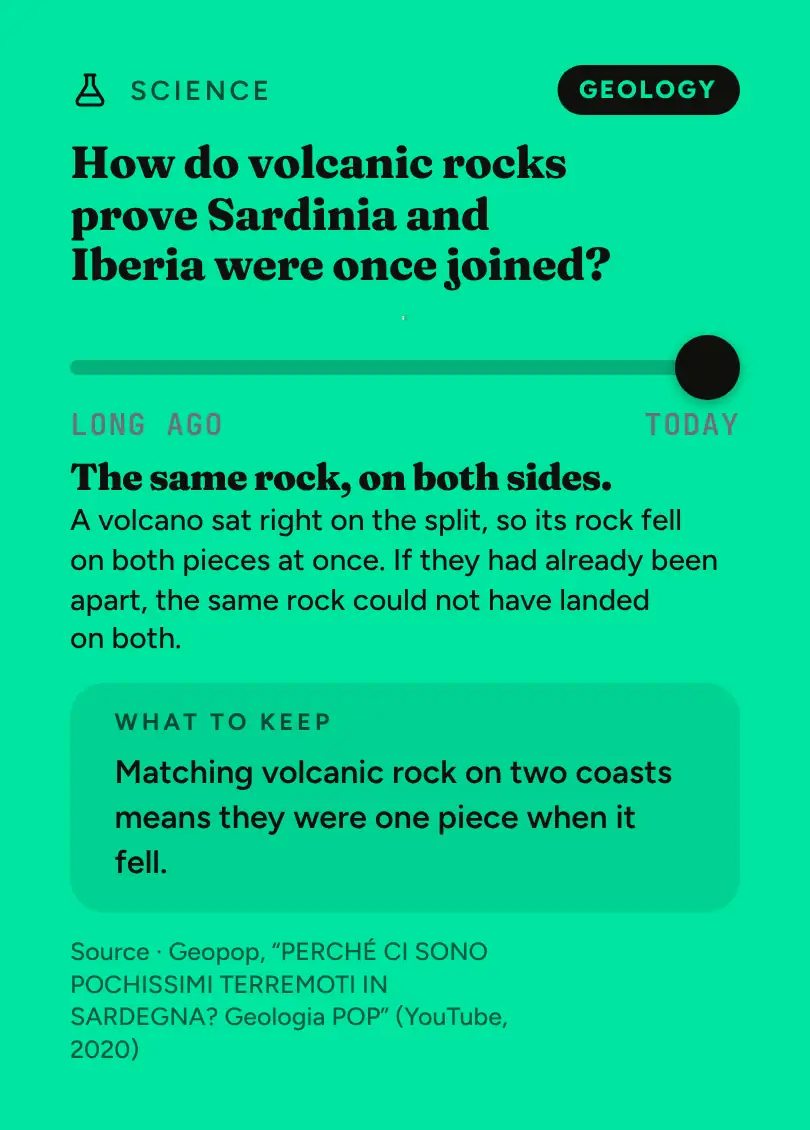 SCIENCE
GEOLOGY
How do volcanic rocks
prove Sardinia and
Iberia were once joined?
LONG AGO
TODAY
The same rock, on both sides.
A volcano sat right on the split, so its rock fell
on both pieces at once. If they had already been
apart, the same rock could not have landed
on both.
WHAT TO KEEP
Matching volcanic rock on two coasts
means they were one piece when it
fell.
Source · Geopop, “PERCHÉ CI SONO
POCHISSIMI TERREMOTI IN
SARDEGNA? Geologia POP” (YouTube,
2020)